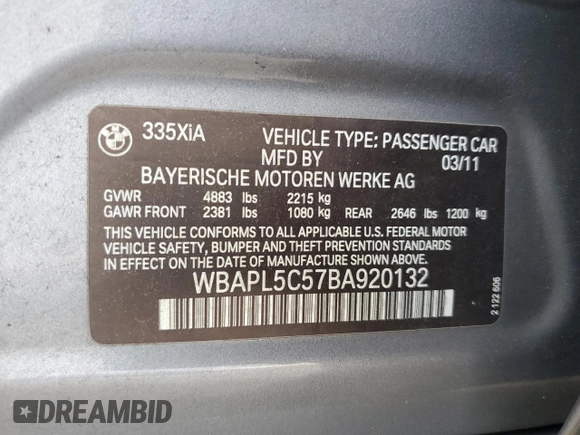 BMW
335XiA VEHICLE TYPE: PASSENGER CAR
MFD BY 03/11
BAYERISCHE MOTOREN WERKE AG
GVWR 4883 lbs 2215 kg
GAWR FRONT 2381 lbs 1080 kg REAR 2646 lbs 1200 kg
THIS VEHICLE CONFORMS TO ALL APPLICABLE U.S. FEDERAL MOTOR
VEHICLE SAFETY, BUMPER AND THEFT PREVENTION STANDARDS IN
EFFECT ON THE DATE OF MANUFACTURE SHOWN ABOVE.
WBAPL5C57BA920132
2 122 606
DREAMBID